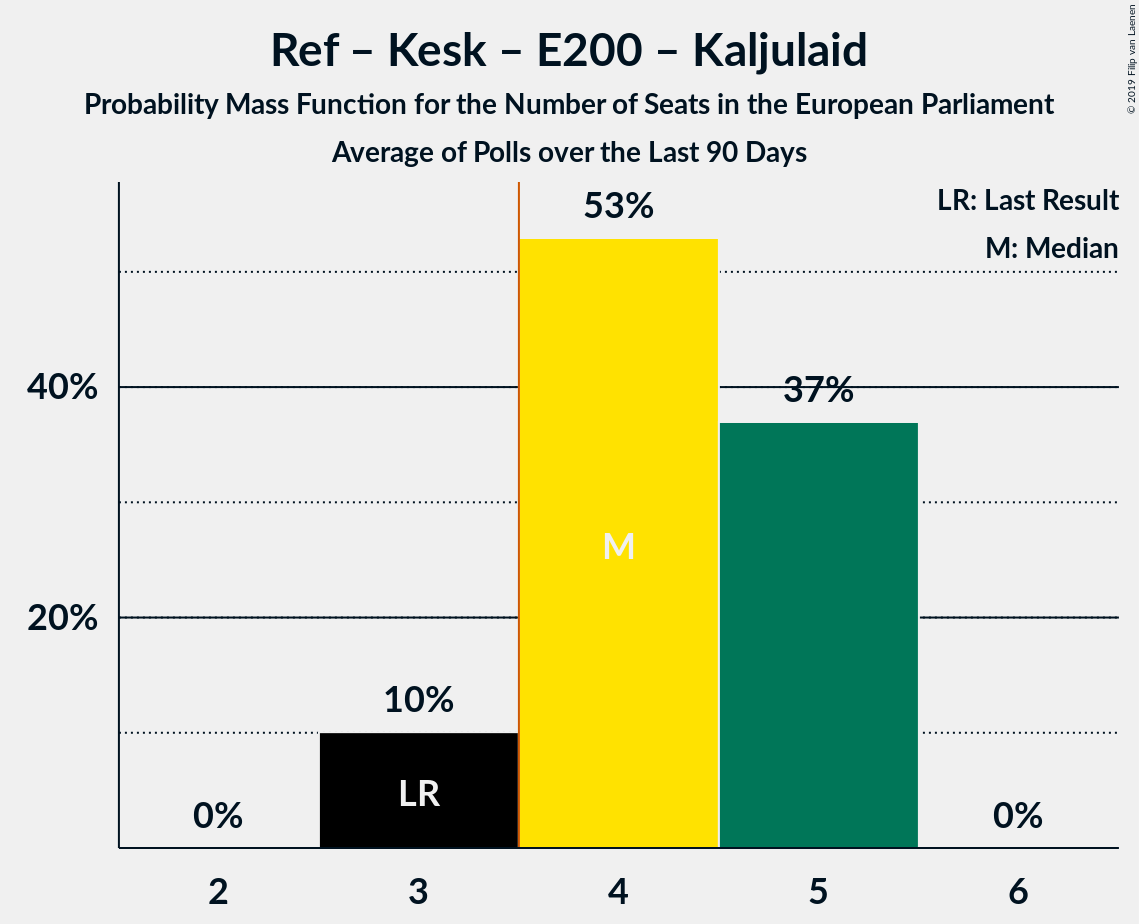 Ref – Kesk – E200 – Kaljulaid
Probability Mass Function for the Number of Seats in the European Parliament
Average of Polls over the Last 90 Days
© 2019 Filip van Laenen
LR: Last Result
M: Median
53%
40%
37%
M
20%
10%
LR
0%
0%
2
3
4
5
6